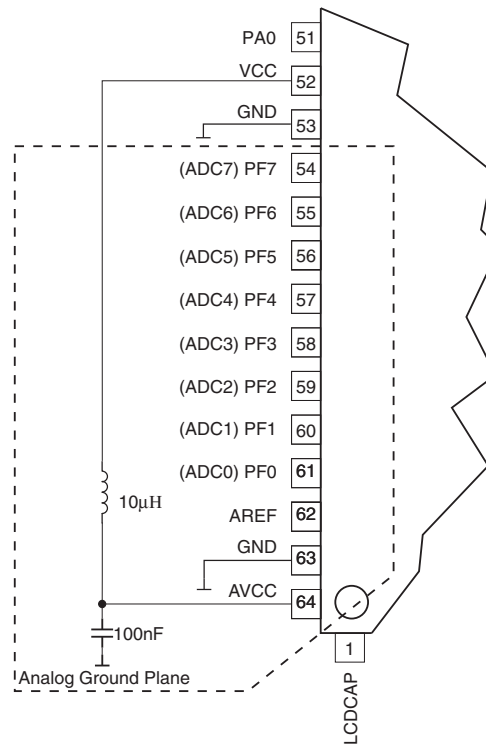 PA0 51
VCC 52
GND 53
(ADC7) PF7 54
(ADC6) PF6 55
(ADC5) PF5 56
(ADC4) PF4 57
(ADC3) PF3 58
(ADC2) PF2 59
(ADC1) PF1 60
(ADC0) PF0 61
10μH
AREF 62
GND 63
AVCC 64
100nF
1
Analog Ground Plane
LCDCAP